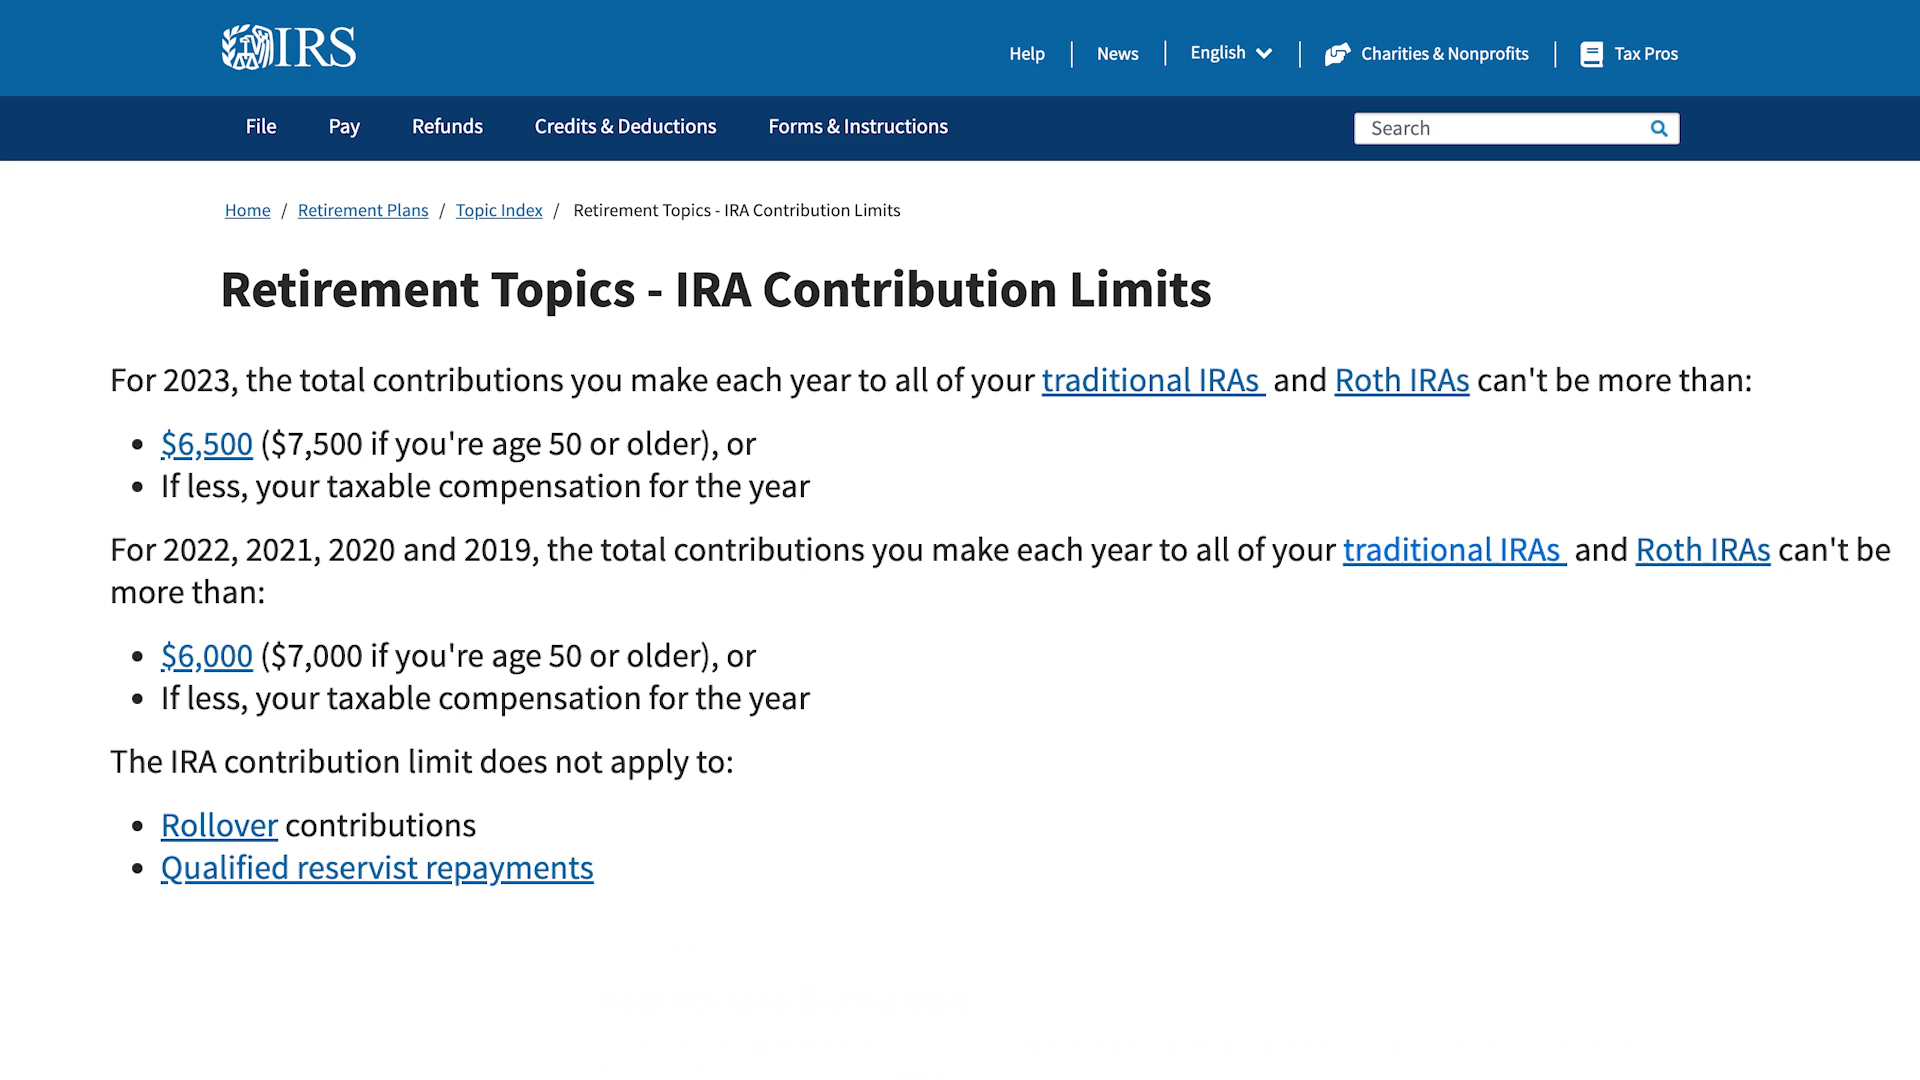 IRS
Help
News
English
Charities & Nonprofits
Tax Pros
File
Pay
Refunds
Credits & Deductions
Forms & Instructions
Search
Home / Retirement Plans / Topic Index / Retirement Topics - IRA Contribution Limits
Retirement Topics - IRA Contribution Limits
For 2023, the total contributions you make each year to all of your traditional IRAs and Roth IRAs can't be more than:
• $6,500 ($7,500 if you're age 50 or older), or
• If less, your taxable compensation for the year
For 2022, 2021, 2020 and 2019, the total contributions you make each year to all of your traditional IRAs and Roth IRAs can't be
more than:
• $6,000 ($7,000 if you're age 50 or older), or
• If less, your taxable compensation for the year
The IRA contribution limit does not apply to:
• Rollover contributions
• Qualified reservist repayments